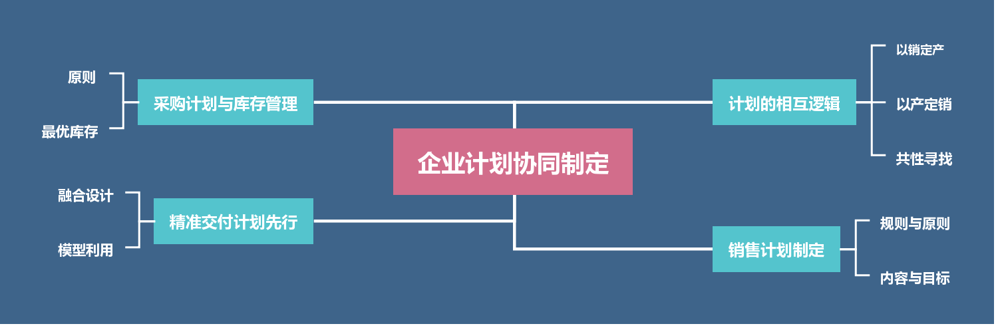 企业计划协同制定
采购计划与库存管理
原则
最优库存
精准交付计划先行
融合设计
模型利用
计划的相互逻辑
以销定产
以产定销
共性寻找
销售计划制定
规则与原则
内容与目标